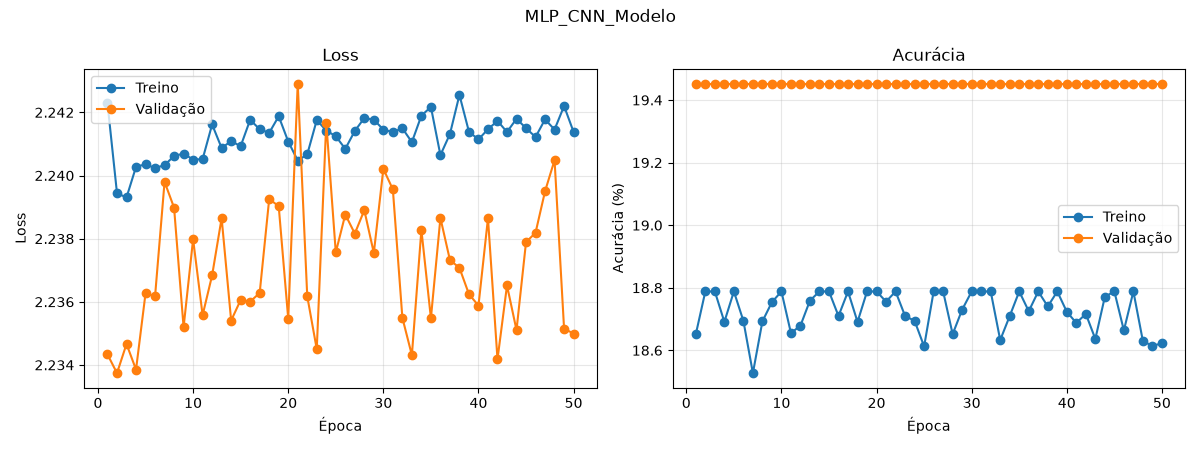 MLP_CNN_Modelo
Loss
Treino
Validação
2.242
2.240
2.238
2.236
2.234
Loss
0
10
20
30
40
50
Época
Acurácia
19.4
19.2
19.0
18.8
18.6
Acurácia (%)
Treino
Validação
0
10
20
30
40
50
Época